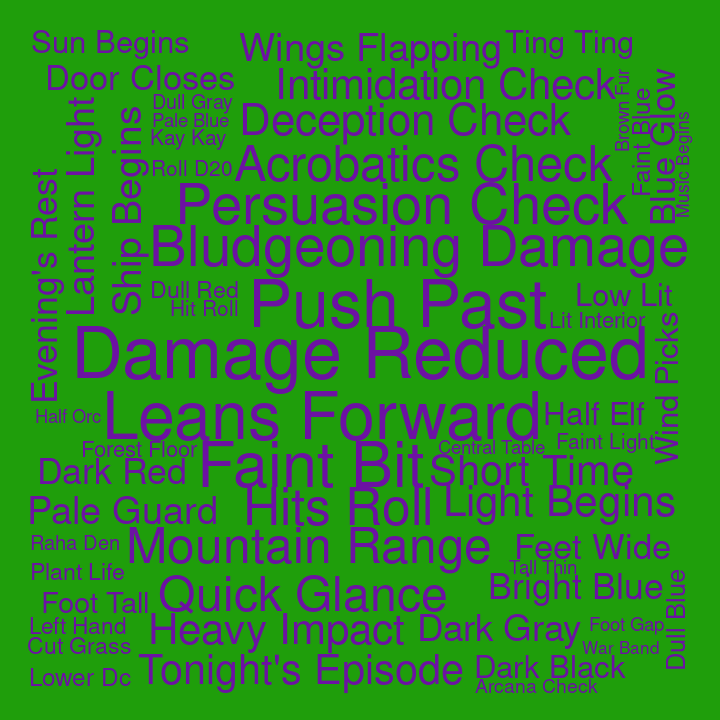 Sun Begins
Wings Flapping
Ting Ting
Door Closes
Intimidation Check
Dull Gray
Pale Blue
Kay Kay
Deception Check
Brown Fur
Faint Blue
Blue Glow
Music Begins
Roll D20
Acrobatics Check
Evening's Rest
Lantern Light
Ship Begins
Persuasion Check
Bludgeoning Damage
Dull Red
Hit Roll
Push Past
Low Lit
Lit Interior
Damage Reduced
Wind Picks
Half Orc
Leans Forward
Half Elf
Forest Floor
Central Table
Faint Light
Dark Red
Faint Bit
Short Time
Pale Guard
Hits Roll
Light Begins
Raha Den
Mountain Range
Feet Wide
Plant Life
Tall Thin
Bright Blue
Foot Tall
Quick Glance
Dull Blue
Left Hand
Heavy Impact
Dark Gray
Foot Gap
Cut Grass
War Band
Lower Dc
Tonight's Episode
Dark Black
Arcana Check